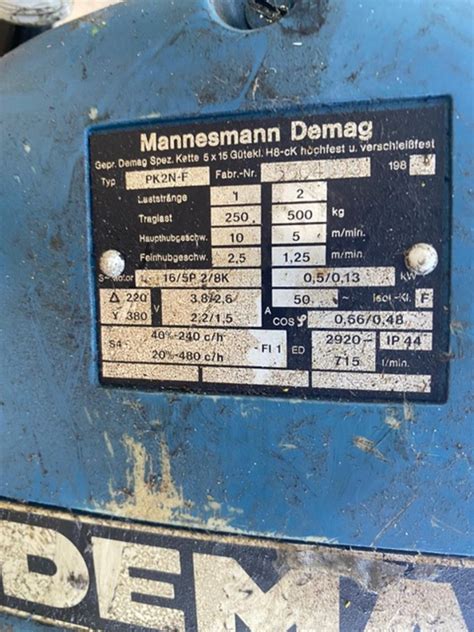 Mannesmann Demag
Gepr. Demag Spez. Kette 5 x 15 Gütekl. H8-cK hochfest u. verschleißfest
Typ PK2N-F Fabr.-Nr. 198
Laststränge 1 2
Traglast 250 500 kg
Haupthubgeschw. 10 5 m/min.
Feinhubgeschw. 2,5 1,25 m/min.
Motor 16/5P 2/8K 0,5/0,13 kW
Δ 220 V 3,8/2,6 A 50 ~ Isol-Kl. F
Y 380 2,2/1,5 cos φ 0,66/0,48
S4- 40%-240 c/h FI 1 ED 2920- IP 44
20%-480 c/h 715 1/min.
DEMA